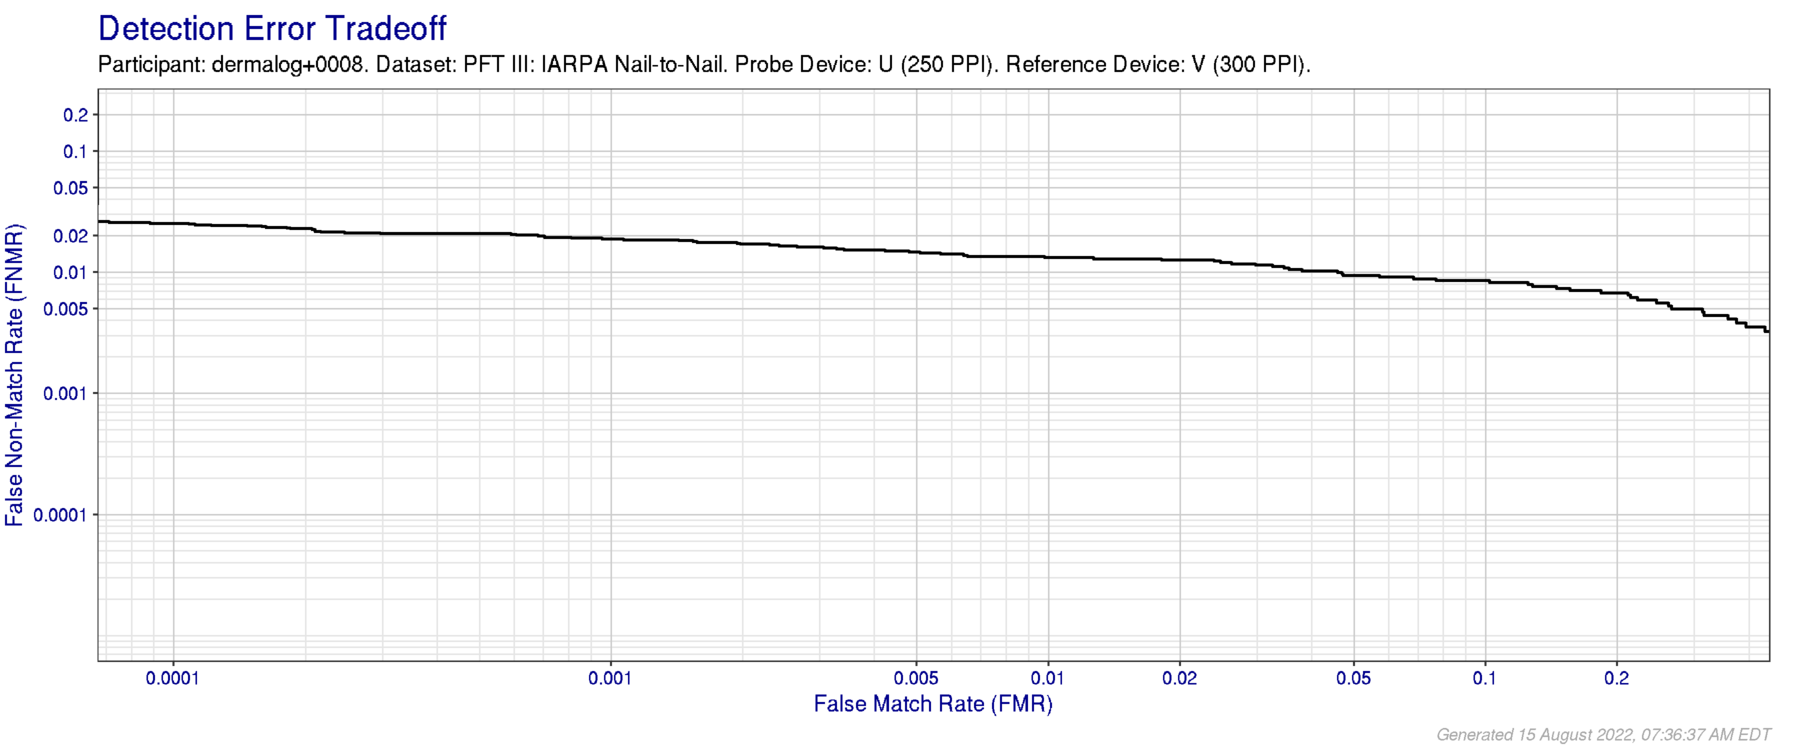 Detection Error Tradeoff
Participant: dermalog+0008. Dataset: PFT III: IARPA Nail-to-Nail. Probe Device: U (250 PPI). Reference Device: V (300 PPI).
False Non-Match Rate (FNMR)
0.2
0.1
0.05
0.02
0.01
0.005
0.001
0.0001
0.0001 0.001 0.005 0.01 0.02 0.05 0.1 0.2
False Match Rate (FMR)
Generated 15 August 2022, 07:36:37 AM EDT